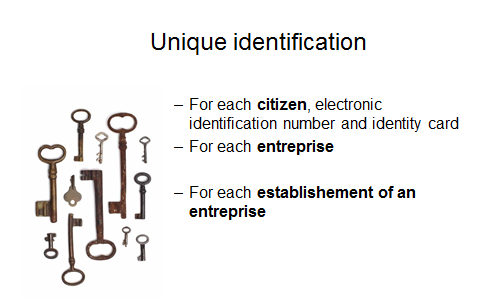 Unique identification
– For each citizen, electronic
identification number and identity card
– For each entreprise
– For each establishement of an
entreprise